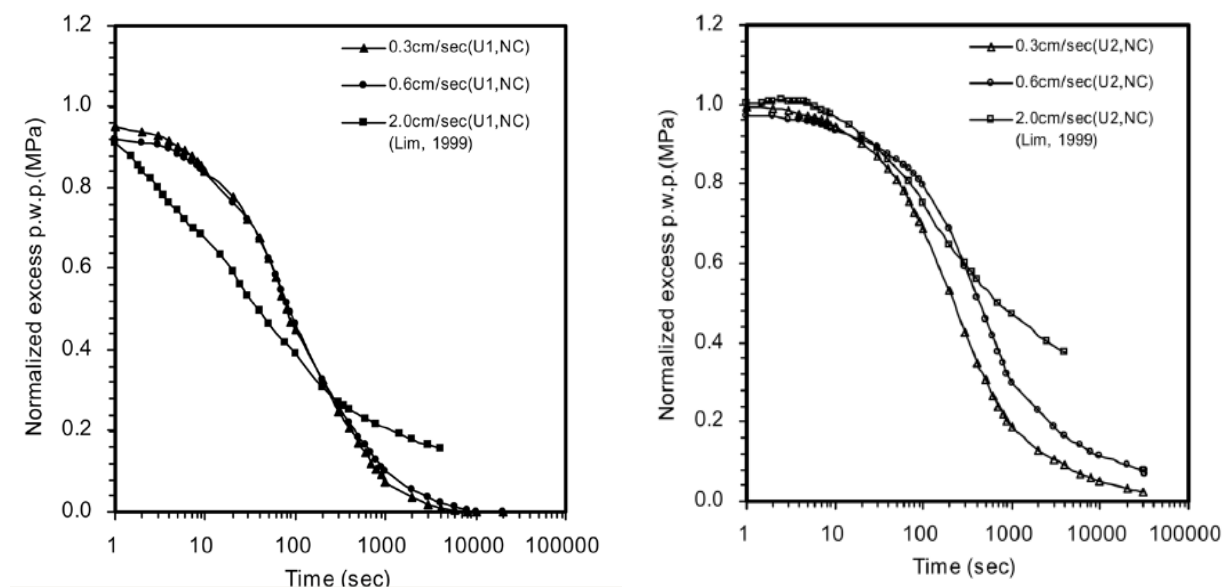 Normalized excess p.w.p.(MPa)
1.2
1.0
0.8
0.6
0.4
0.2
0.0
0.3cm/sec(U1,NC)
0.6cm/sec(U1,NC)
2.0cm/sec(U1,NC)
(Lim, 1999)
1 10 100 1000 10000 100000
Time (sec)
Normalized excess p.w.p.(MPa)
1.2
1.0
0.8
0.6
0.4
0.2
0.0
0.3cm/sec(U2,NC)
0.6cm/sec(U2,NC)
2.0cm/sec(U2,NC)
(Lim, 1999)
1 10 100 1000 10000 100000
Time (sec)